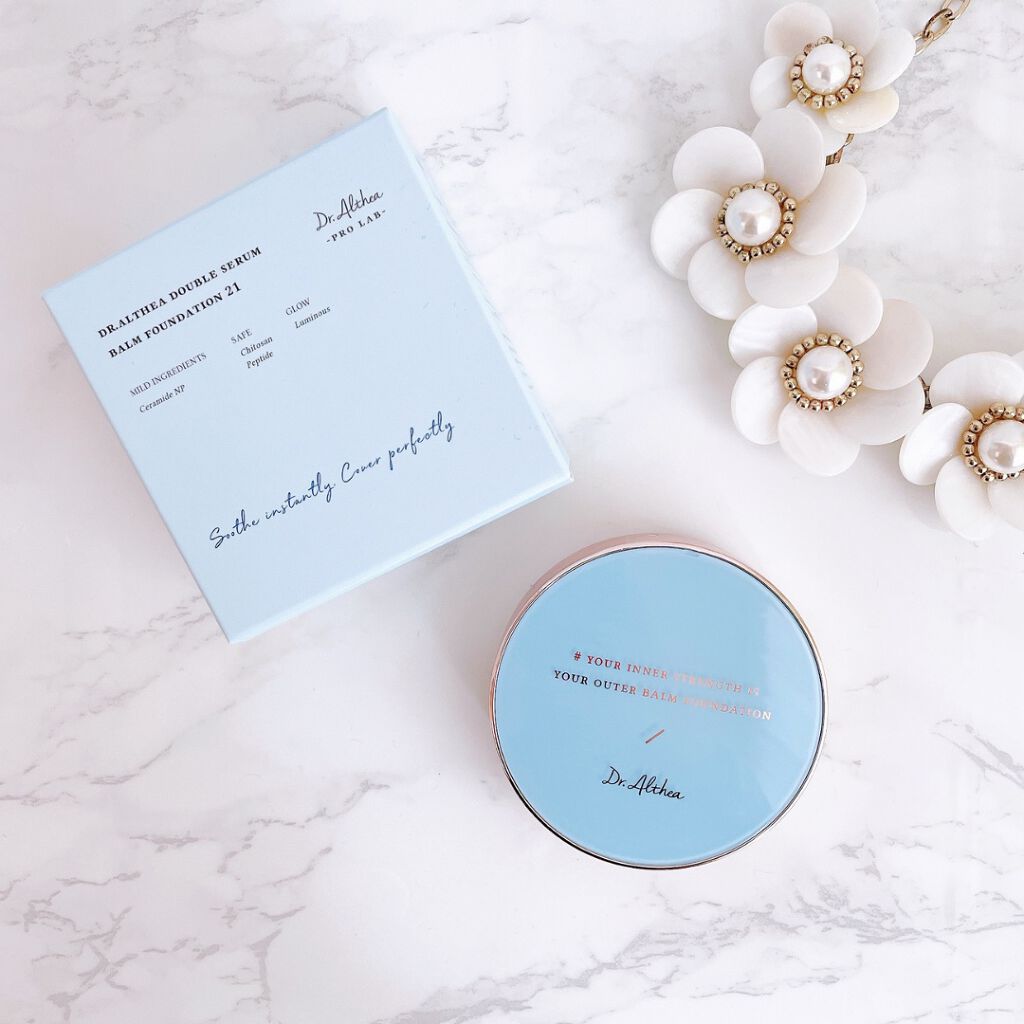 Dr.Althea
-PRO LAB-
DR.ALTHEA DOUBLE SERUM
BALM FOUNDATION 21
MILD INGREDIENTS
Ceramide NP
SAFE
Chitosan
Peptide
GLOW
Luminous
Soothe instantly, Cover perfectly
# YOUR INNER STRENGTH IS
YOUR OUTER BALM FOUNDATION
Dr.Althea